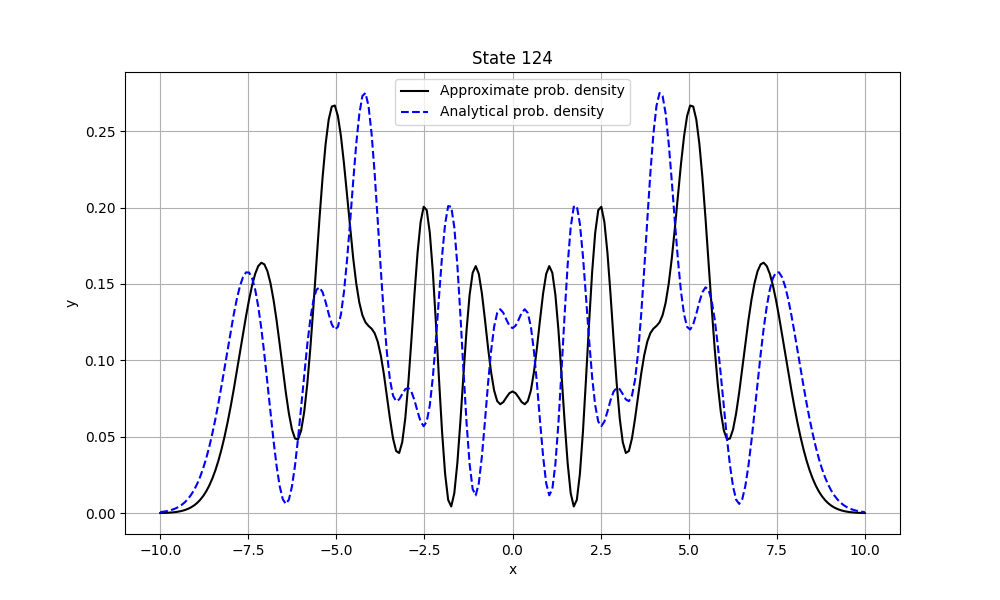 State 124
Approximate prob. density
Analytical prob. density
y
0.25
0.20
0.15
0.10
0.05
0.00
−10.0 −7.5 −5.0 −2.5 0.0 2.5 5.0 7.5 10.0
x